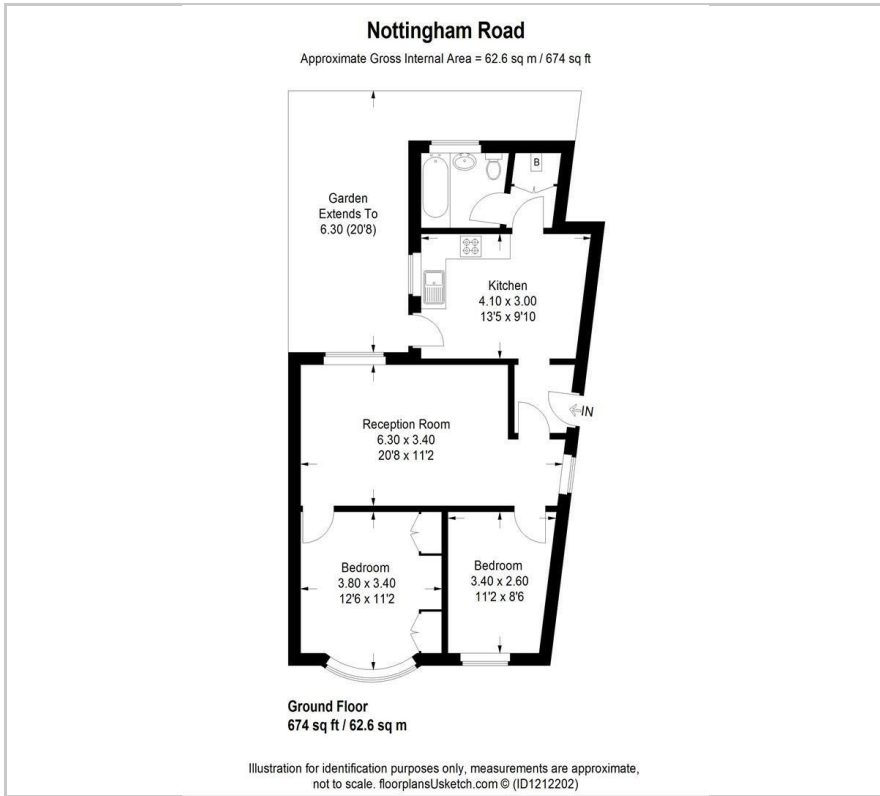 Nottingham Road
Approximate Gross Internal Area = 62.6 sq m / 674 sq ft
B
Garden
Extends To
6.30 (20'8)
Kitchen
4.10 x 3.00
13'5 x 9'10
IN
Reception Room
6.30 x 3.40
20'8 x 11'2
Bedroom
3.80 x 3.40
12'6 x 11'2
Bedroom
3.40 x 2.60
11'2 x 8'6
Ground Floor
674 sq ft / 62.6 sq m
Illustration for identification purposes only, measurements are approximate,
not to scale. floorplansUsketch.com © (ID1212202)